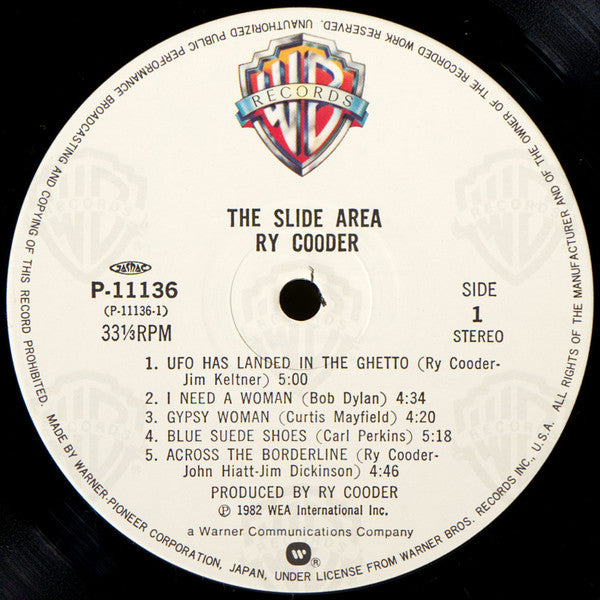 RECORDS
THE SLIDE AREA
RY COODER
JASRAC
P-11136
(P-11136-1)
33⅓RPM
SIDE
1
STEREO
1. UFO HAS LANDED IN THE GHETTO (Ry Cooder-
Jim Keltner) 5:00
2. I NEED A WOMAN (Bob Dylan) 4:34
3. GYPSY WOMAN (Curtis Mayfield) 4:20
4. BLUE SUEDE SHOES (Carl Perkins) 5:18
5. ACROSS THE BORDERLINE (Ry Cooder-
John Hiatt-Jim Dickinson) 4:46
PRODUCED BY RY COODER
℗ 1982 WEA International Inc.
a Warner Communications Company
MADE BY WARNER-PIONEER CORPORATION, JAPAN, UNDER LICENSE FROM WARNER BROS. RECORDS INC., U.S.A. ALL RIGHTS OF THE MANUFACTURER AND OF THE OWNER OF THE RECORDED WORK RESERVED. UNAUTHORIZED PUBLIC PERFORMANCE BROADCASTING AND COPYING OF THIS RECORD PROHIBITED.